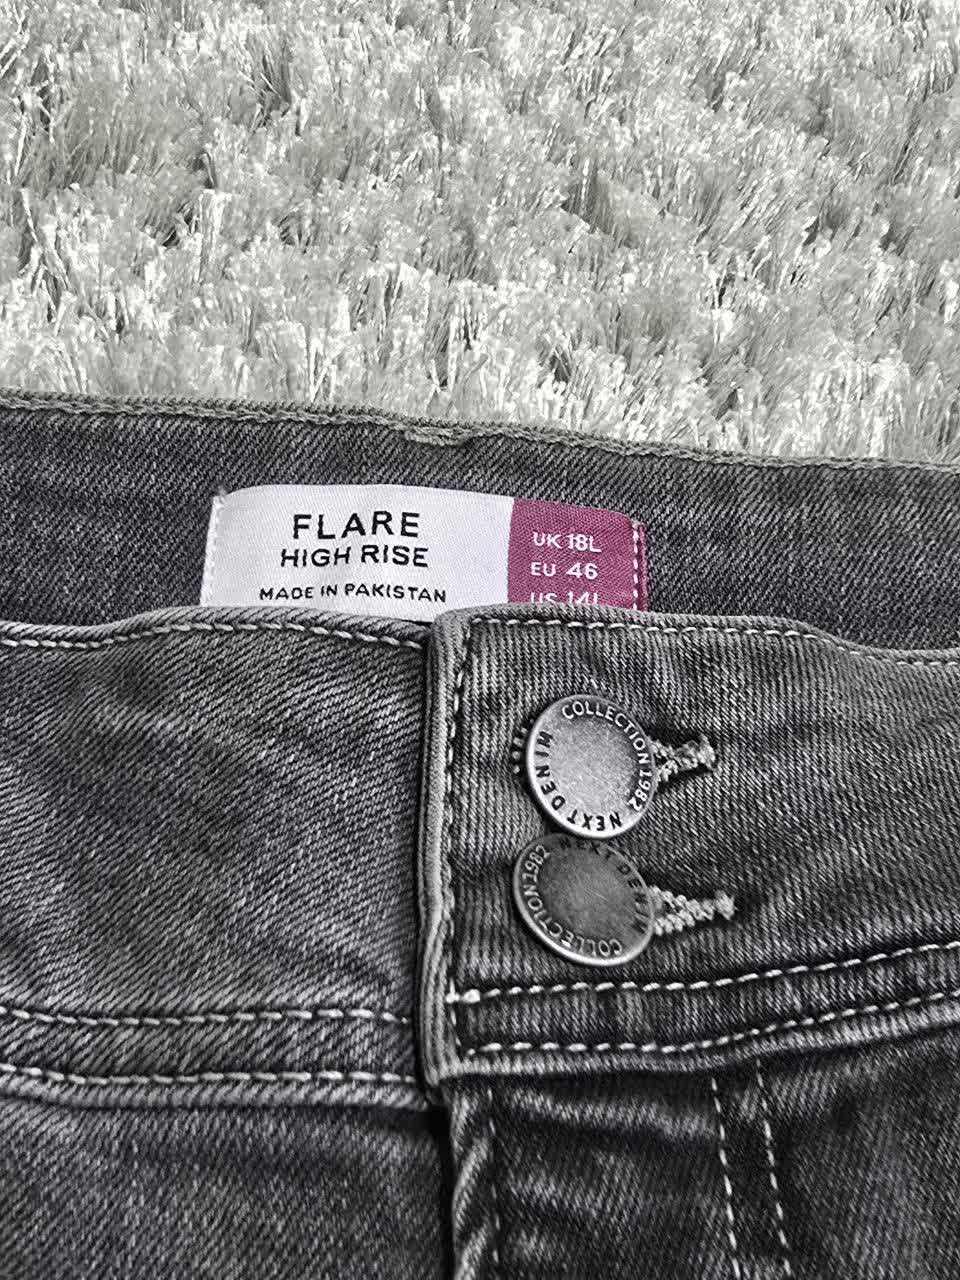 FLARE
HIGH RISE
MADE IN PAKISTAN
UK 18L
EU 46
US 14L
COLLECTION 1982 NEXT DENIM
COLLECTION 1982 NEXT DENIM